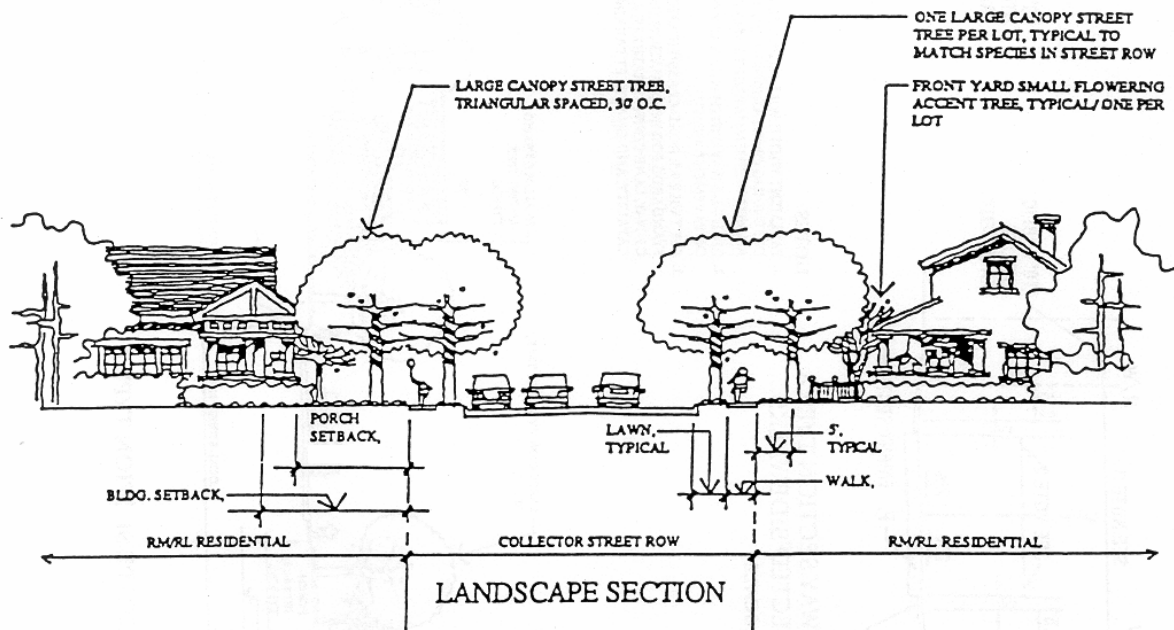 ONE LARGE CANOPY STREET
TREE PER LOT, TYPICAL TO
MATCH SPECIES IN STREET ROW
LARGE CANOPY STREET TREE,
TRIANGULAR SPACED, 30' O.C.
FRONT YARD SMALL FLOWERING
ACCENT TREE, TYPICAL/ ONE PER
LOT
PORCH
SETBACK,
LAWN,
TYPICAL
5',
TYPICAL
BLDG. SETBACK,
WALK,
RM/RL RESIDENTIAL
COLLECTOR STREET ROW
RM/RL RESIDENTIAL
LANDSCAPE SECTION